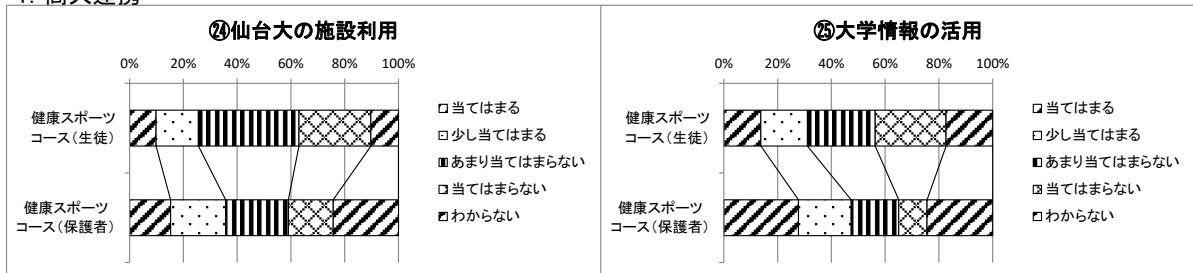 ㉔仙台大の施設利用
0% 20% 40% 60% 80% 100%
健康スポーツ
コース(生徒)
健康スポーツ
コース(保護者)
当てはまる
少し当てはまる
あまり当てはまらない
当てはまらない
わからない
㉕大学情報の活用
0% 20% 40% 60% 80% 100%
健康スポーツ
コース(生徒)
健康スポーツ
コース(保護者)
当てはまる
少し当てはまる
あまり当てはまらない
当てはまらない
わからない